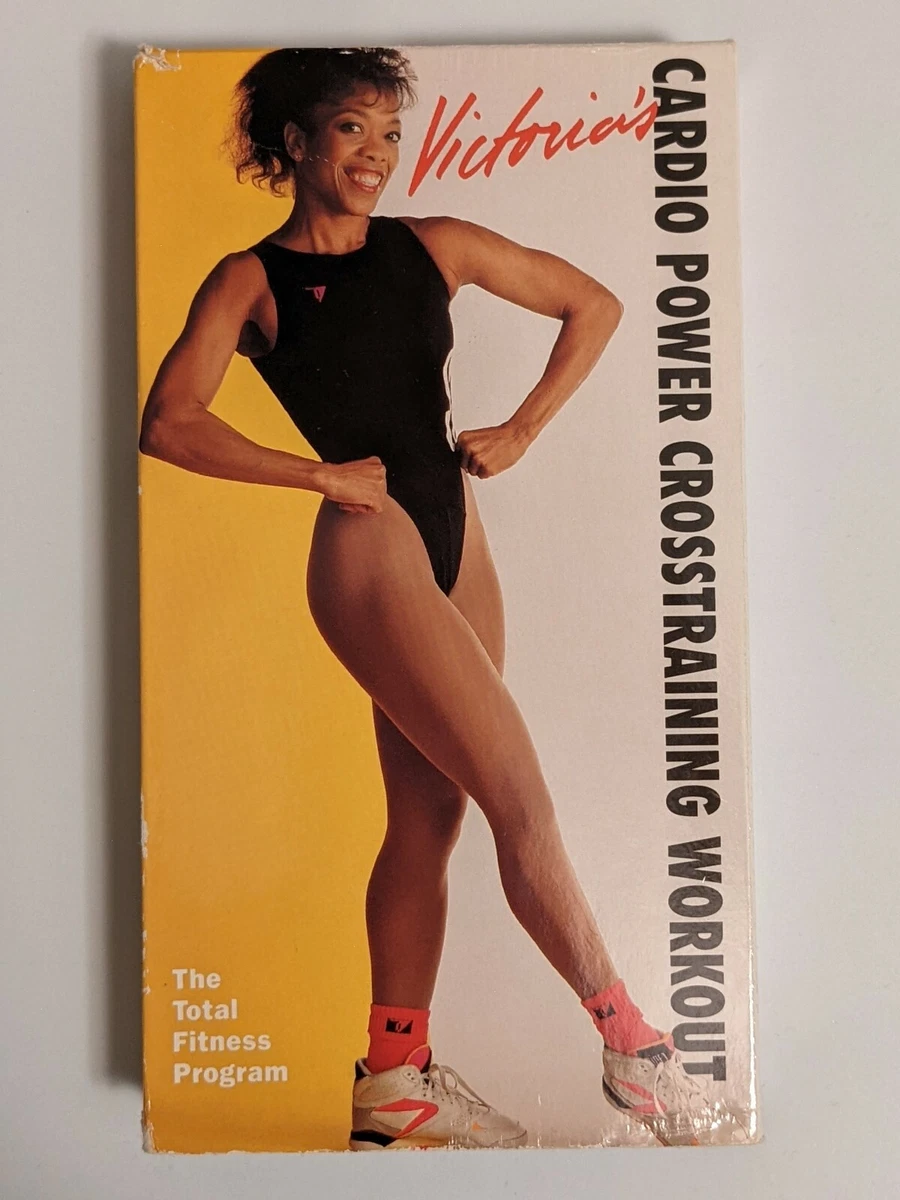 Victoria's
CARDIO POWER CROSSTRAINING WORKOUT
The
Total
Fitness
Program